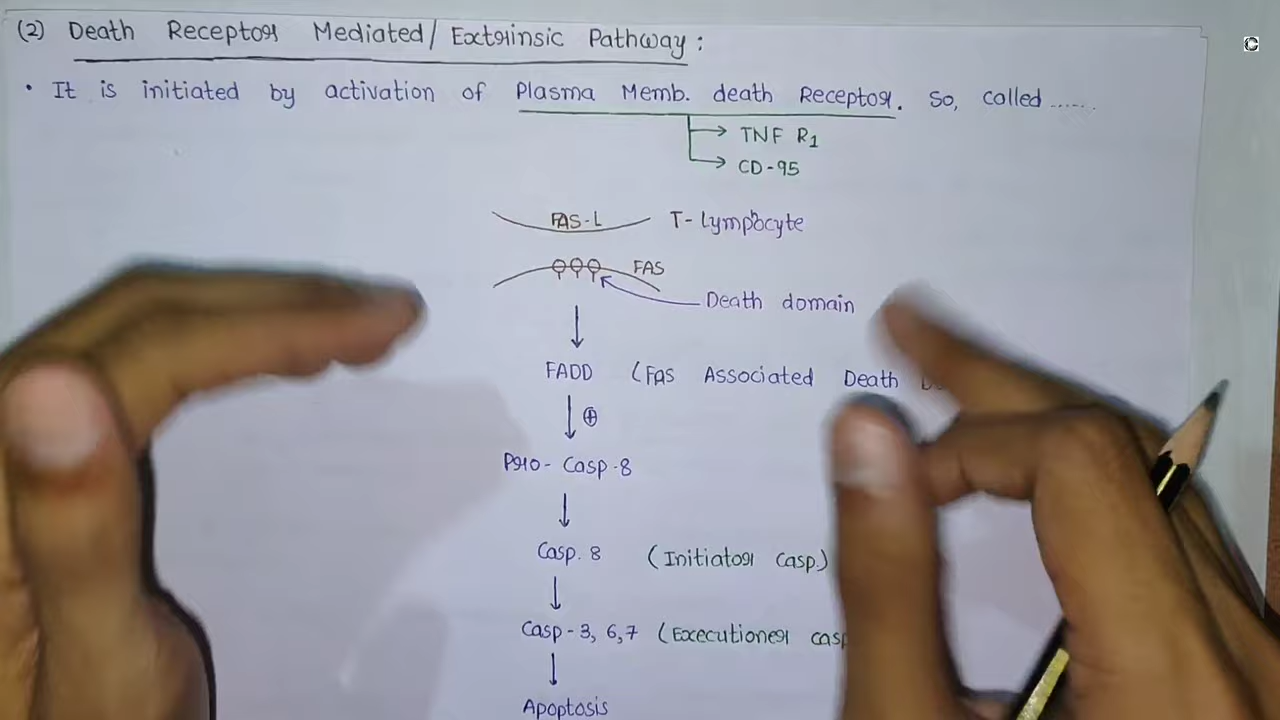 (2) Death Receptor Mediated/ Extrinsic Pathway :
• It is initiated by activation of Plasma Memb. death Receptor. So, called ......
→ TNF R1
→ CD-95
FAS-L T-Lymphocyte
FAS
Death domain
↓
FADD (Fas Associated Death
↓ ⊕
Pro-Casp-8
↓
Casp. 8 (Initiator Casp.)
↓
Casp-3, 6,7 (Executioner casp
↓
Apoptosis